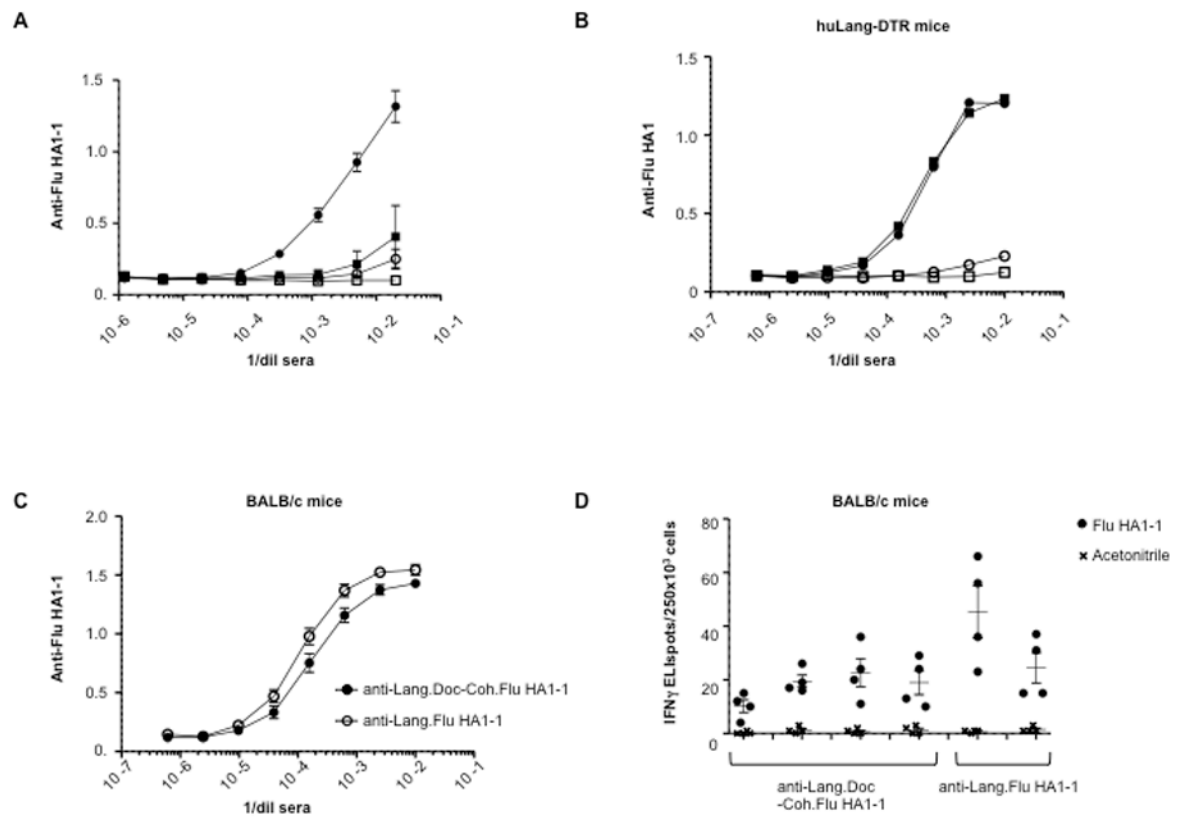 A
Anti-Flu HA1-1
1.5
1.0
0.5
0.
10-6
10-5
10-4
10-3
10-2
10-1
1/dil sera
B
huLang-DTR mice
Anti-Flu HA1
1.5
1.0
0.5
0
10-7
10-6
10-5
10-4
10-3
10-2
10-1
1/dil sera
C
BALB/c mice
Anti-Flu HA1-1
2.0
1.5
1.0
0.5
0.
anti-Lang.Doc-Coh.Flu HA1-1
anti-Lang.Flu HA1-1
10-7
10-6
10-5
10-4
10-3
10-2
10-1
1/dil sera
D
BALB/c mice
IFNγ ELIspots/250x10³ cells
80
60
40
20
0
Flu HA1-1
Acetonitrile
anti-Lang.Doc
-Coh.Flu HA1-1
anti-Lang.Flu HA1-1